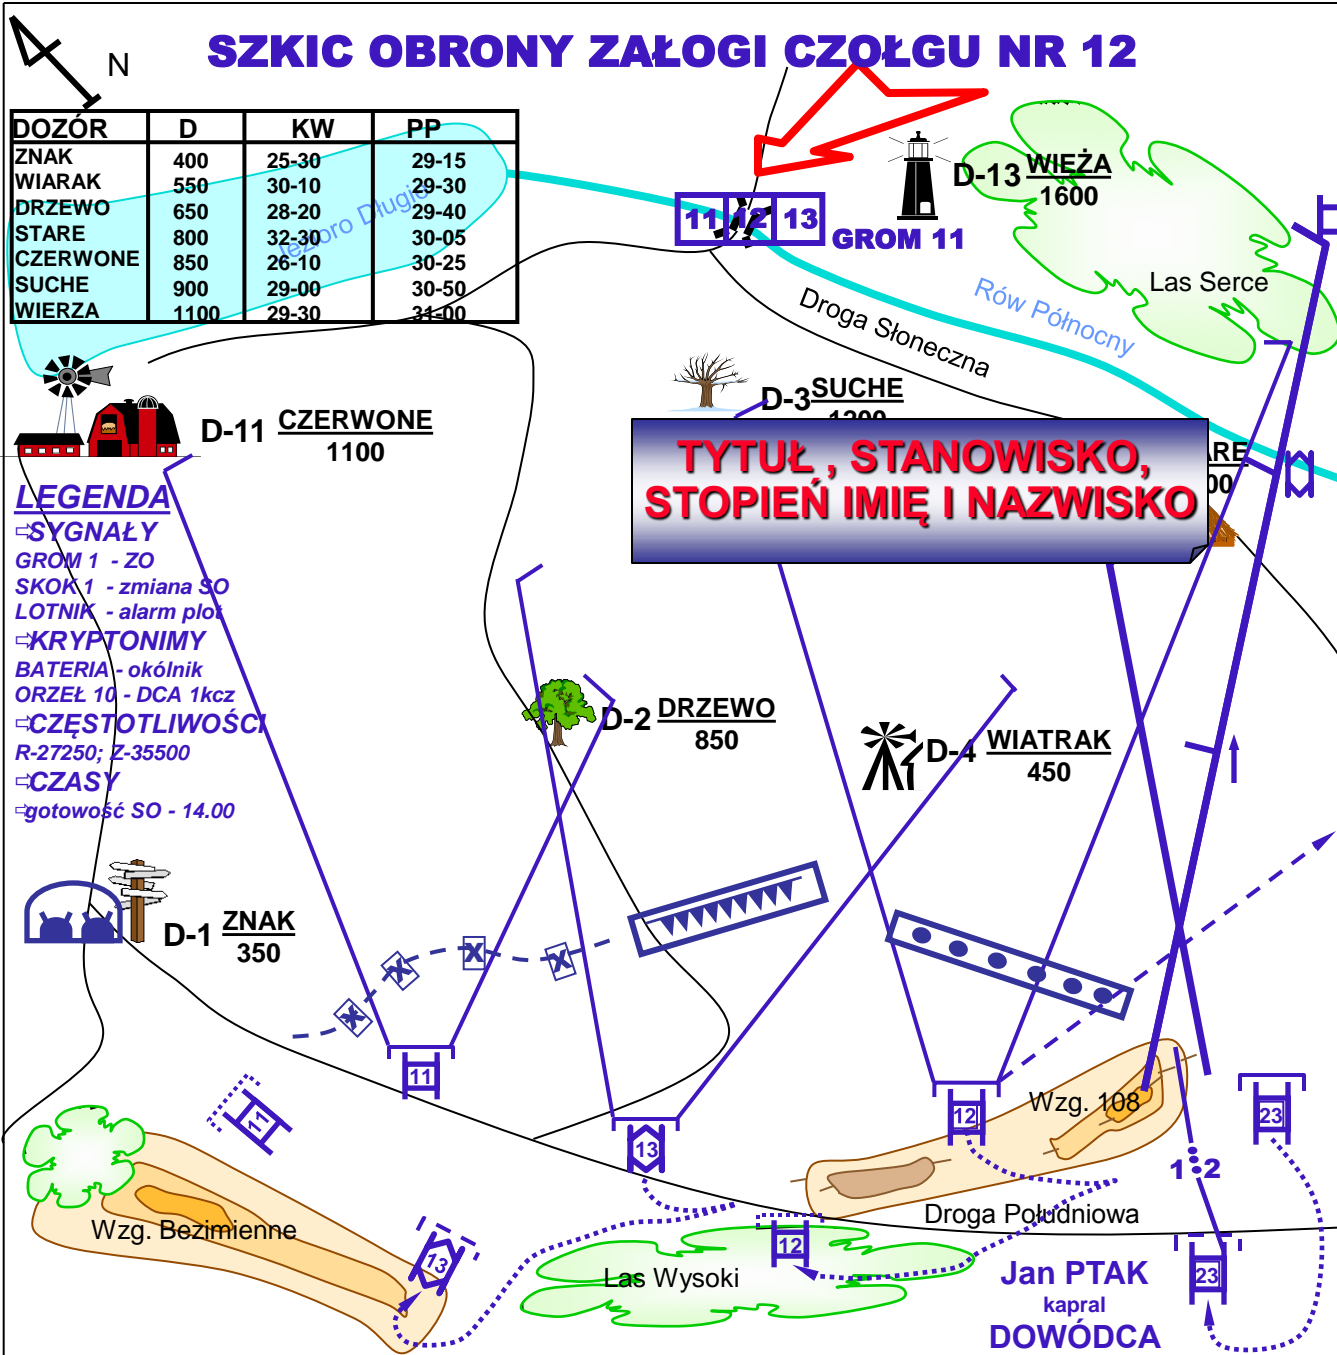 N
SZKIC OBRONY ZAŁOGI CZOŁGU NR 12
DOZÓR D KW PP
ZNAK 400 25-30 29-15
WIARAK 550 30-10 29-30
DRZEWO 650 28-20 29-40
STARE 800 32-30 30-05
CZERWONE 850 26-10 30-25
SUCHE 900 29-00 30-50
WIERZA 1100 29-30 31-00
Jezioro Długie
11 12 13
GROM 11
D-13 WIEŻA
1600
Las Serce
Rów Północny
Droga Słoneczna
D-3 SUCHE
1200
D-11 CZERWONE
1100
TYTUŁ , STANOWISKO,
STOPIEŃ IMIĘ I NAZWISKO
ARE
00
LEGENDA
⇨SYGNAŁY
GROM 1 - ZO
SKOK 1 - zmiana SO
LOTNIK - alarm plot
⇨KRYPTONIMY
BATERIA - okólnik
ORZEŁ 10 - DCA 1kcz
⇨CZĘSTOTLIWOŚCI
R-27250; Z-35500
⇨CZASY
⇨gotowość SO - 14.00
D-2 DRZEWO
850
D-4 WIATRAK
450
D-1 ZNAK
350
X X X X
11
11
13
12
Wzg. 108
23
1 2
Wzg. Bezimienne
13
12
Las Wysoki
Droga Południowa
23
Jan PTAK
kapral
DOWÓDCA